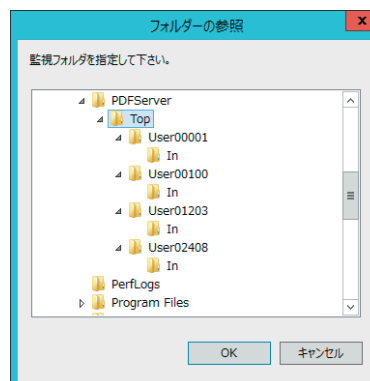 フォルダーの参照
x
監視フォルダを指定して下さい。
PDFServer
Top
User00001
In
User00100
In
User01203
In
User02408
In
PerfLogs
Program Files
OK
キャンセル